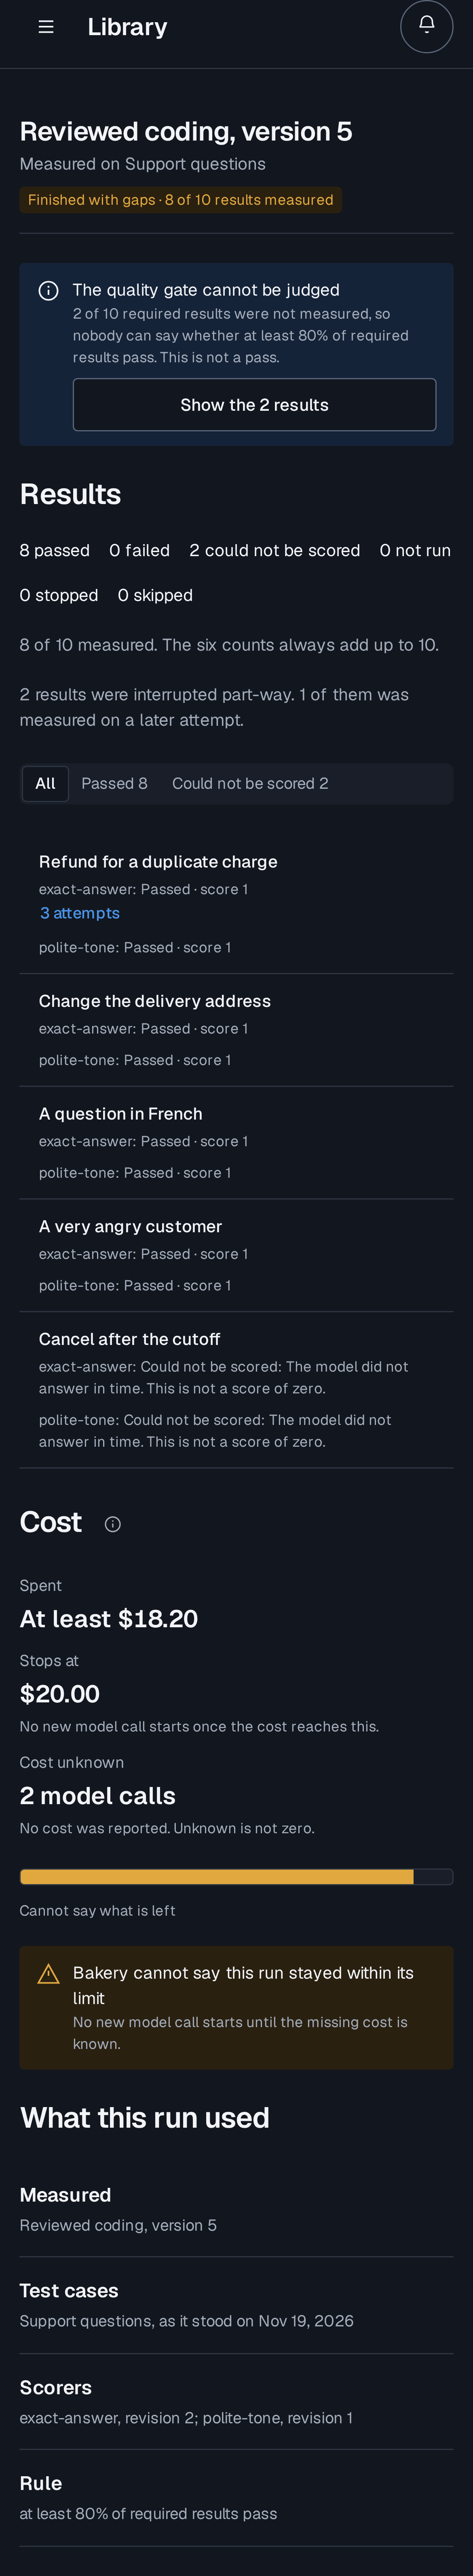 Library
Reviewed coding, version 5
Measured on Support questions
Finished with gaps · 8 of 10 results measured
The quality gate cannot be judged
2 of 10 required results were not measured, so
nobody can say whether at least 80% of required
results pass. This is not a pass.
Show the 2 results
Results
8 passed 0 failed 2 could not be scored 0 not run
0 stopped 0 skipped
8 of 10 measured. The six counts always add up to 10.
2 results were interrupted part-way. 1 of them was
measured on a later attempt.
All Passed 8 Could not be scored 2
Refund for a duplicate charge
exact-answer: Passed · score 1
3 attempts
polite-tone: Passed · score 1
Change the delivery address
exact-answer: Passed · score 1
polite-tone: Passed · score 1
A question in French
exact-answer: Passed · score 1
polite-tone: Passed · score 1
A very angry customer
exact-answer: Passed · score 1
polite-tone: Passed · score 1
Cancel after the cutoff
exact-answer: Could not be scored: The model did not
answer in time. This is not a score of zero.
polite-tone: Could not be scored: The model did not
answer in time. This is not a score of zero.
Cost
Spent
At least $18.20
Stops at
$20.00
No new model call starts once the cost reaches this.
Cost unknown
2 model calls
No cost was reported. Unknown is not zero.
Cannot say what is left
Bakery cannot say this run stayed within its
limit
No new model call starts until the missing cost is
known.
What this run used
Measured
Reviewed coding, version 5
Test cases
Support questions, as it stood on Nov 19, 2026
Scorers
exact-answer, revision 2; polite-tone, revision 1
Rule
at least 80% of required results pass